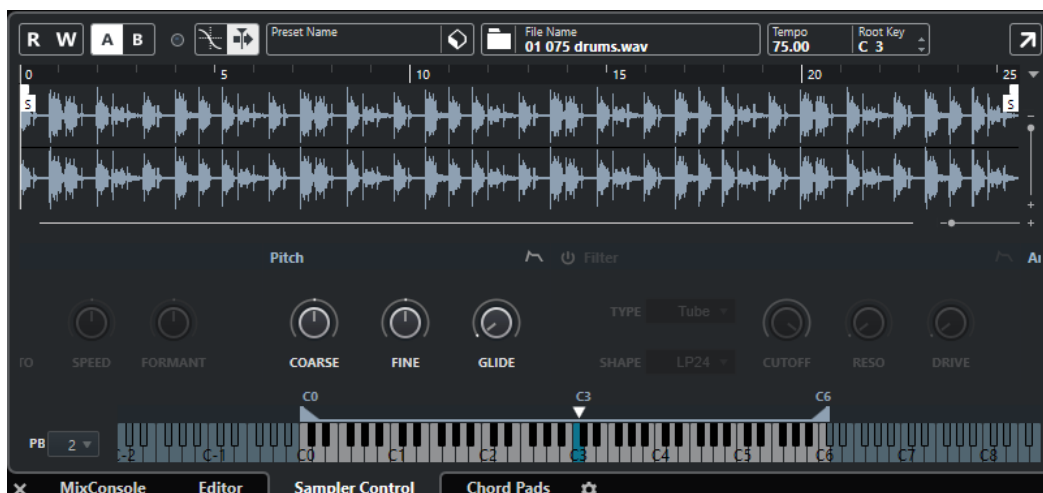 R W A B Preset Name File Name Tempo Root Key
01 075 drums.wav 75.00 C 3
0 5 10 15 20 25
S S
Pitch Filter
TYPE Tube
TO SPEED FORMANT COARSE FINE GLIDE SHAPE LP24 CUTOFF RESO DRIVE
C0 C3 C6
PB 2 C-1 C0 C1 C2 C3 C4 C5 C6 C7 C8
MixConsole Editor Sampler Control Chord Pads